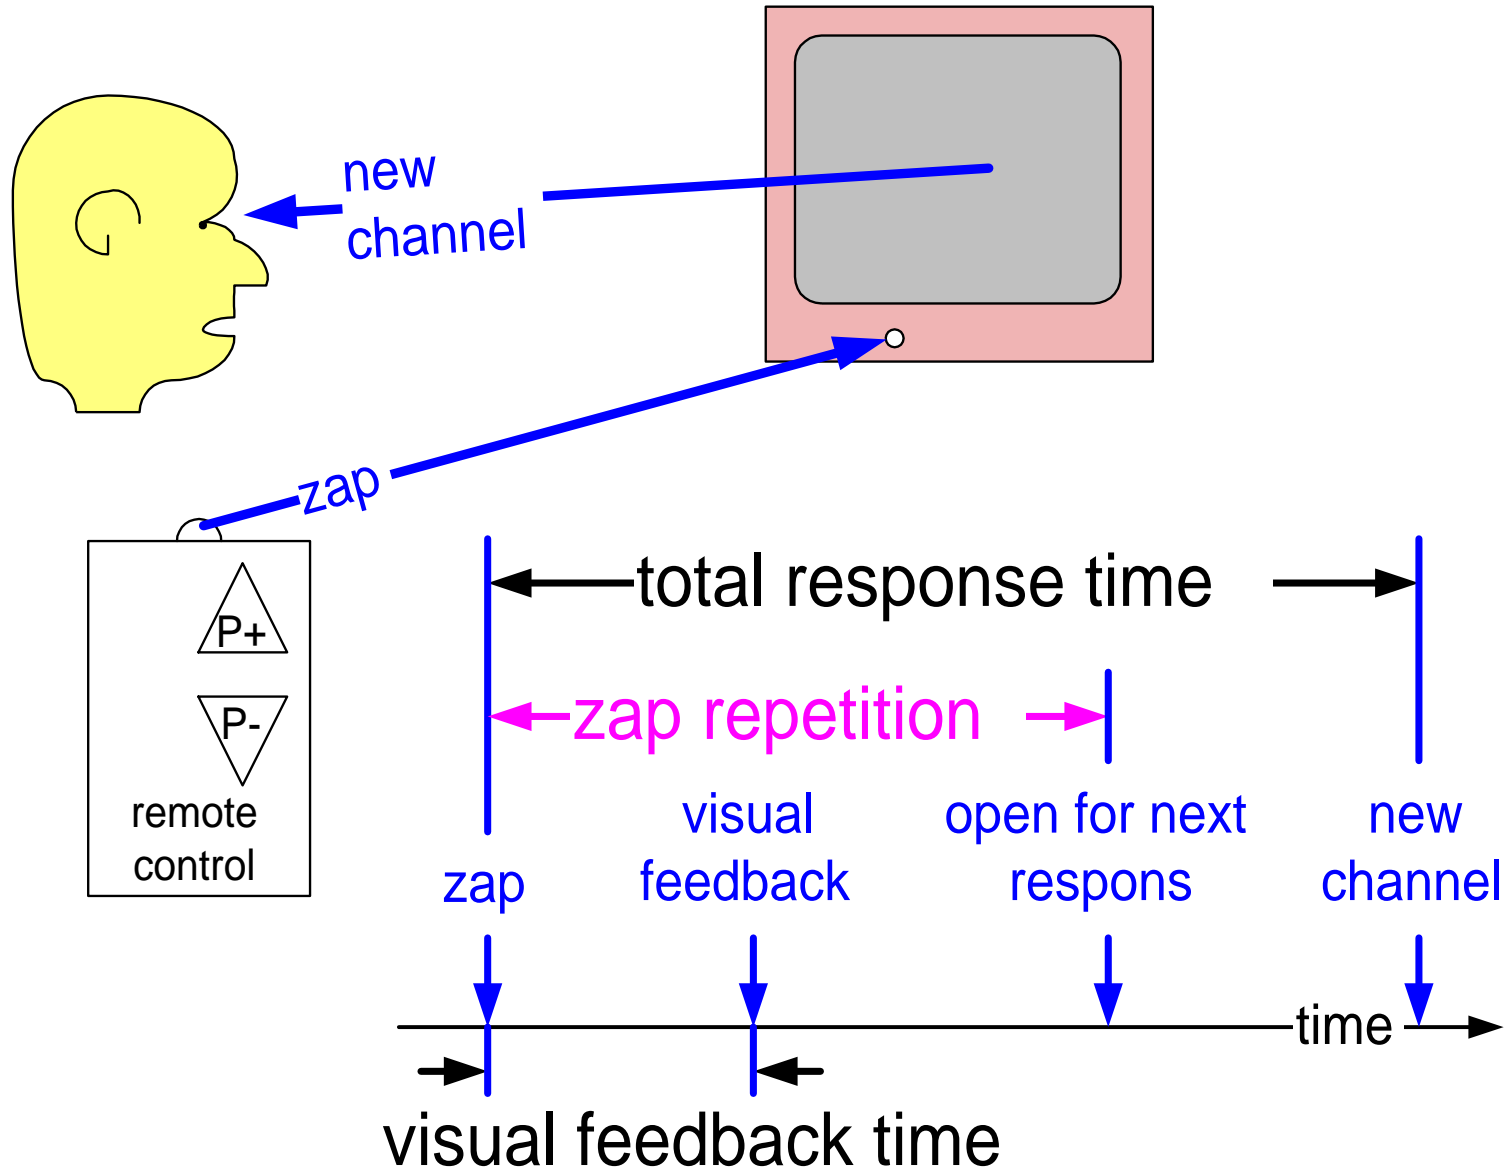 new
channel
zap
P+
P-
remote
control
total response time
zap repetition
zap
visual
feedback
open for next
respons
new
channel
time
visual feedback time